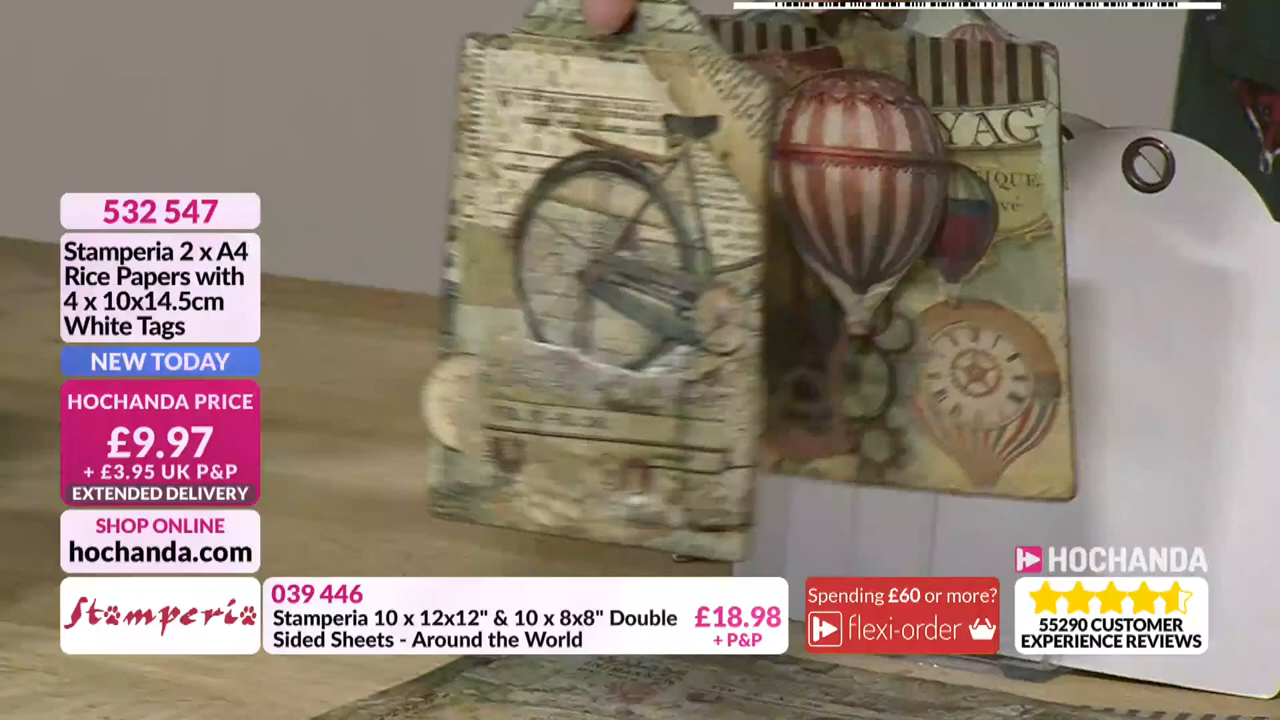 YAG
IQUE
vé
532 547
Stamperia 2 x A4
Rice Papers with
4 x 10x14.5cm
White Tags
NEW TODAY
HOCHANDA PRICE
£9.97
+ £3.95 UK P&P
EXTENDED DELIVERY
SHOP ONLINE
hochanda.com
Stamperia
039 446
Stamperia 10 x 12x12" & 10 x 8x8" Double
Sided Sheets - Around the World
£18.98
+ P&P
Spending £60 or more?
flexi-order
HOCHANDA
55290 CUSTOMER
EXPERIENCE REVIEWS